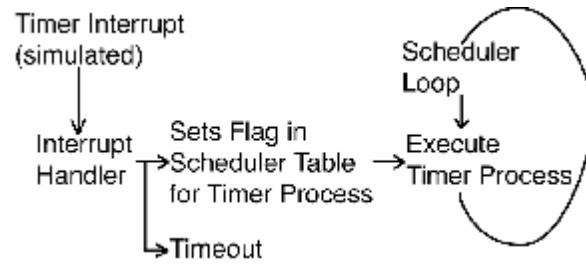 Timer Interrupt
(simulated)
Interrupt
Handler
Sets Flag in
Scheduler Table
for Timer Process
Timeout
Scheduler
Loop
Execute
Timer Process